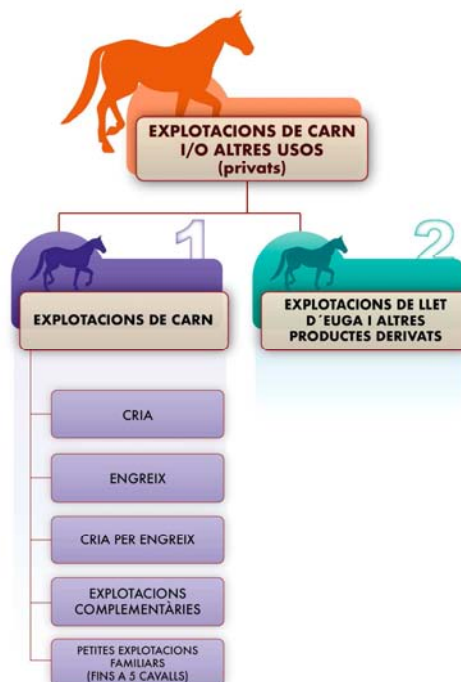 EXPLOTACIONS DE CARN
I/O ALTRES USOS
(privats)
1
EXPLOTACIONS DE CARN
2
EXPLOTACIONS DE LLET
D´EUGA I ALTRES
PRODUCTES DERIVATS
CRIA
ENGREIX
CRIA PER ENGREIX
EXPLOTACIONS
COMPLEMENTÀRIES
PETITES EXPLOTACIONS
FAMILIARS
(FINS A 5 CAVALLS)